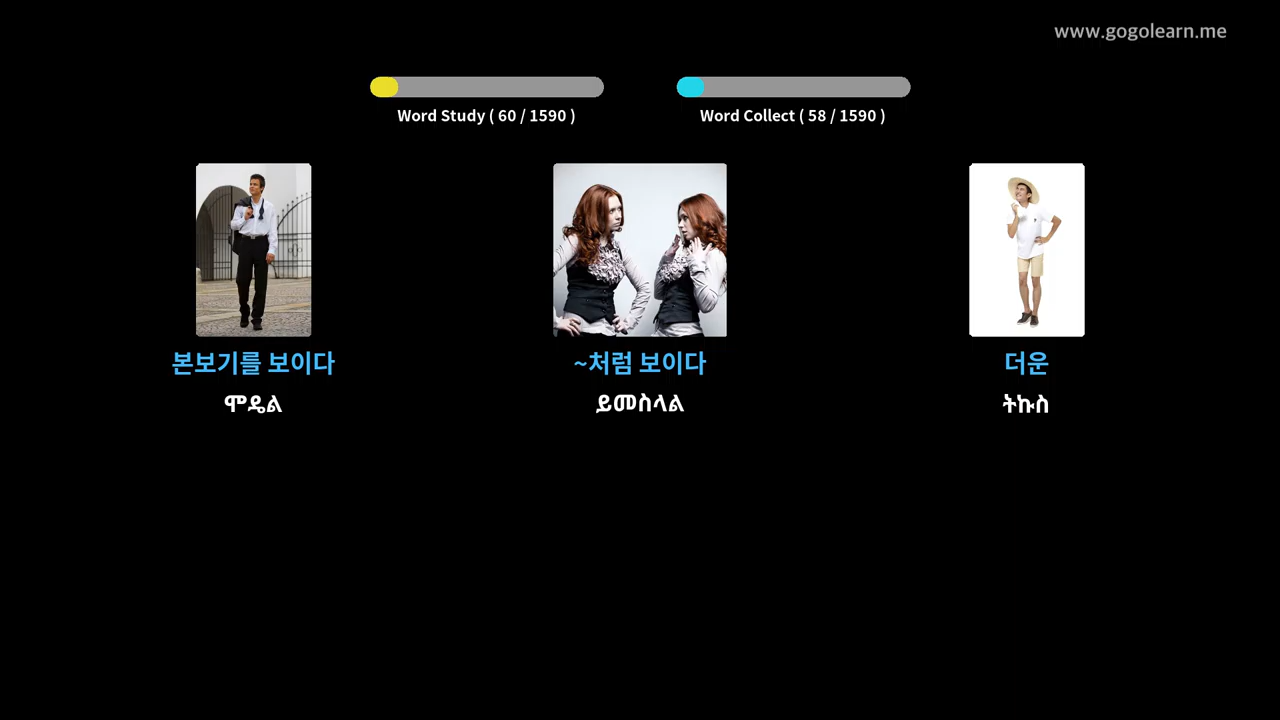 www.gogolearn.me
Word Study ( 60 / 1590 )
Word Collect ( 58 / 1590 )
본보기를 보이다
~처럼 보이다
더운
ሞዴል
ይመስላል
ትኩስ